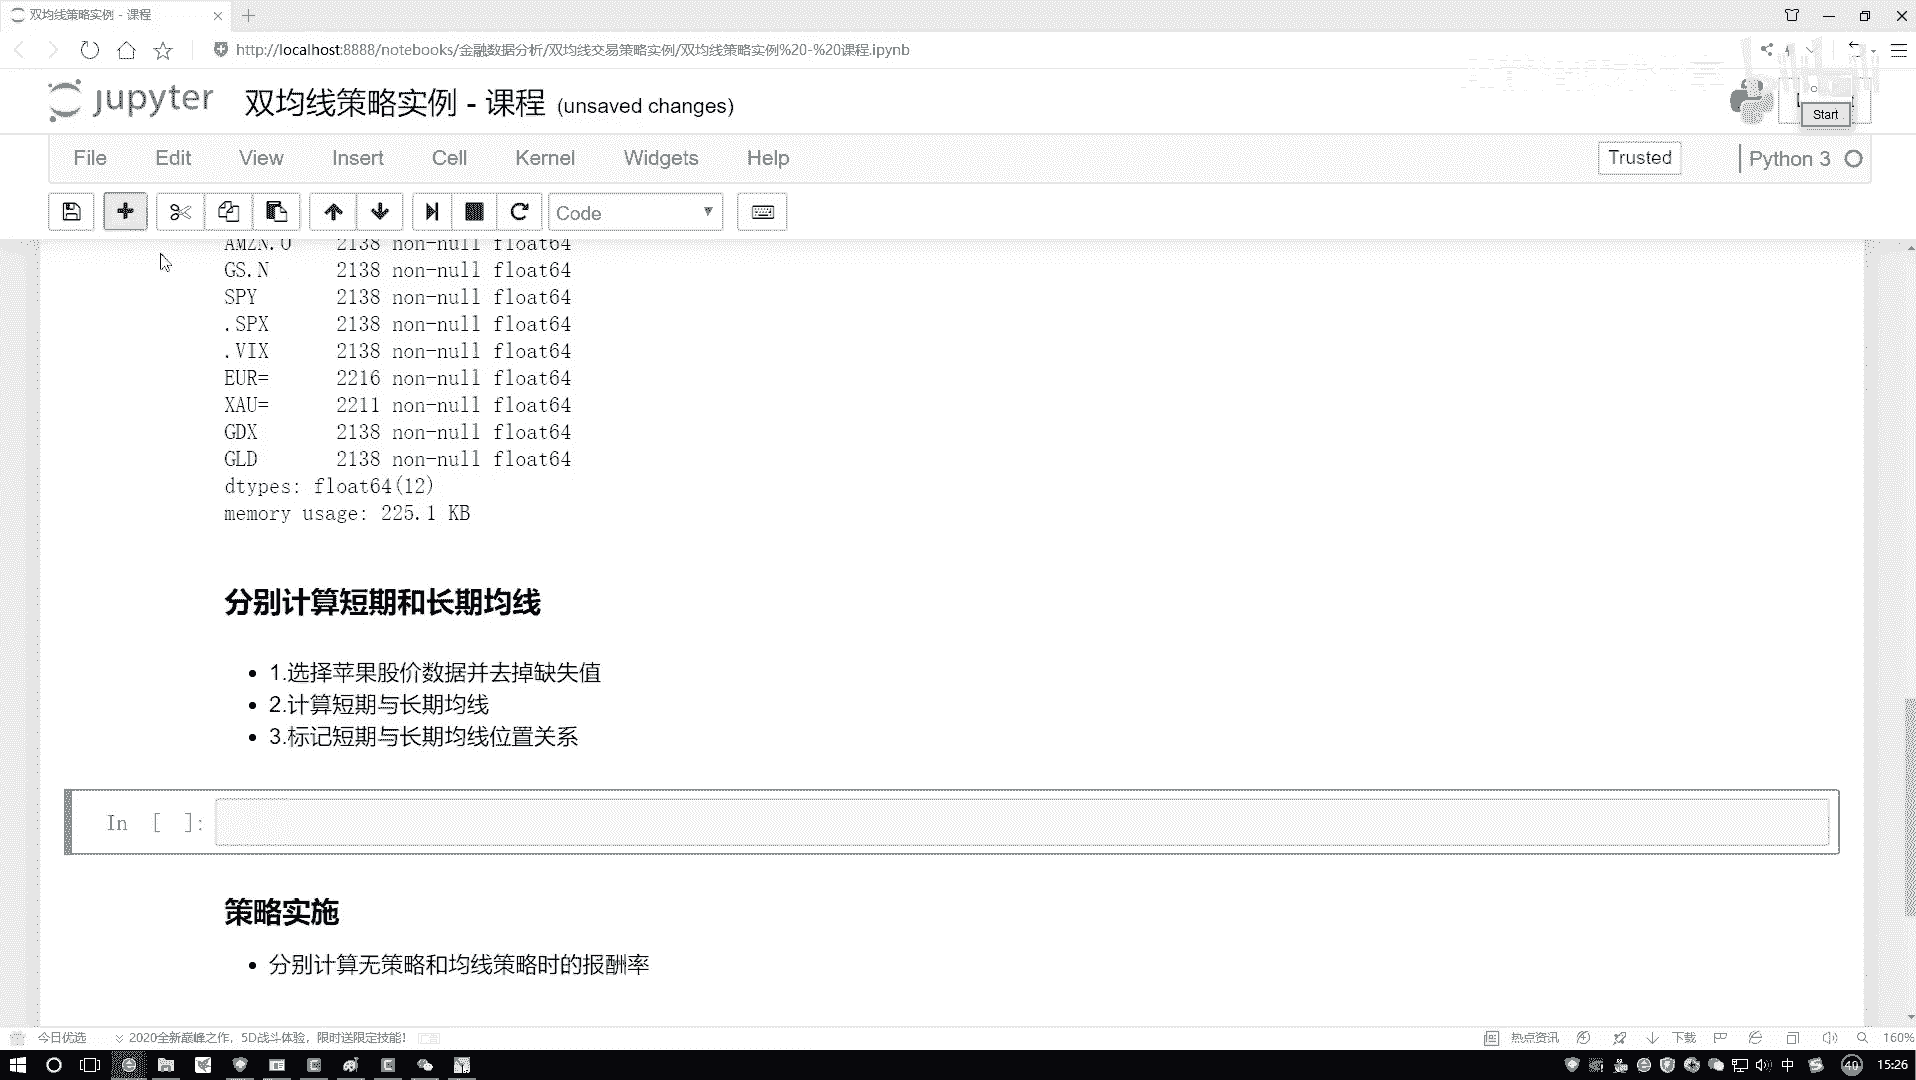 双均线策略实例 - 课程
http://localhost:8888/notebooks/金融数据分析/双均线交易策略实例/双均线策略实例%20-%20课程.ipynb
jupyter 双均线策略实例 - 课程 (unsaved changes)
Start
File Edit View Insert Cell Kernel Widgets Help Trusted Python 3
Code
AMZN.O 2138 non-null float64
GS.N 2138 non-null float64
SPY 2138 non-null float64
.SPX 2138 non-null float64
.VIX 2138 non-null float64
EUR= 2216 non-null float64
XAU= 2211 non-null float64
GDX 2138 non-null float64
GLD 2138 non-null float64
dtypes: float64(12)
memory usage: 225.1 KB
分别计算短期和长期均线
1.选择苹果股价数据并去掉缺失值
2.计算短期与长期均线
3.标记短期与长期均线位置关系
In [ ]:
策略实施
分别计算无策略和均线策略时的报酬率
今日优选 2020全新巅峰之作，5D战斗体验，限时送限定技能！ 热点资讯 下载 160%
中 40 15:26